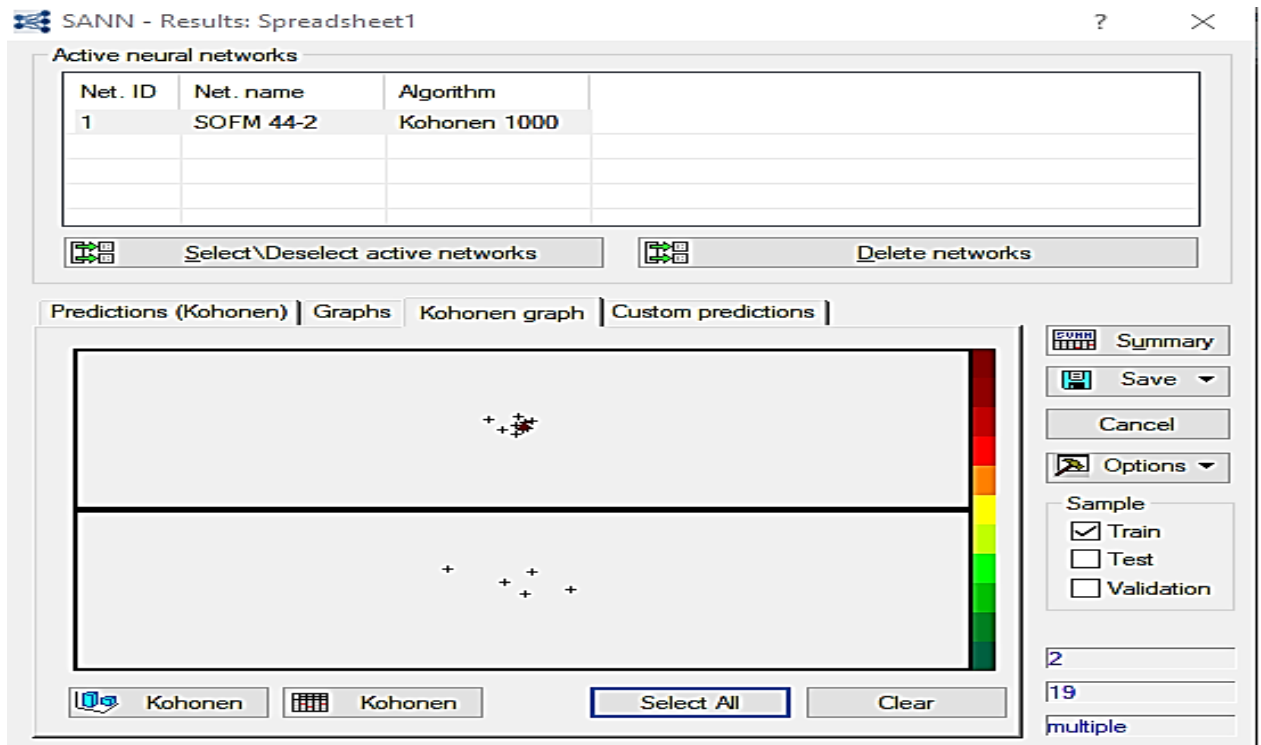 SANN - Results: Spreadsheet1 ?
Active neural networks
Net. ID Net. name Algorithm
1 SOFM 44-2 Kohonen 1000
Select\Deselect active networks Delete networks
Predictions (Kohonen) Graphs Kohonen graph Custom predictions
Summary
Save
Cancel
Options
Sample
Train
Test
Validation
2
19
multiple
Kohonen Kohonen Select All Clear